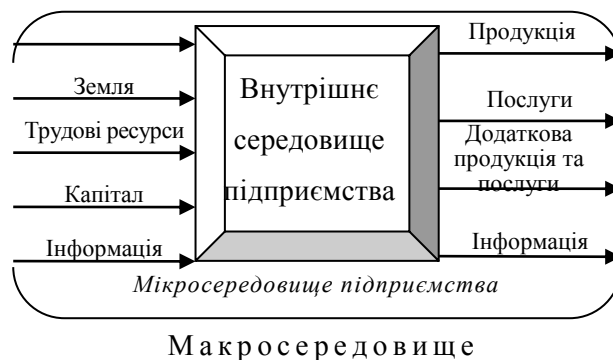 Продукція
Земля
Внутрішнє
Послуги
Трудові ресурси
середовище
Додаткова
продукція та
послуги
Капітал
підприємства
Інформація
Інформація
Мікросередовище підприємства
Макросередовище